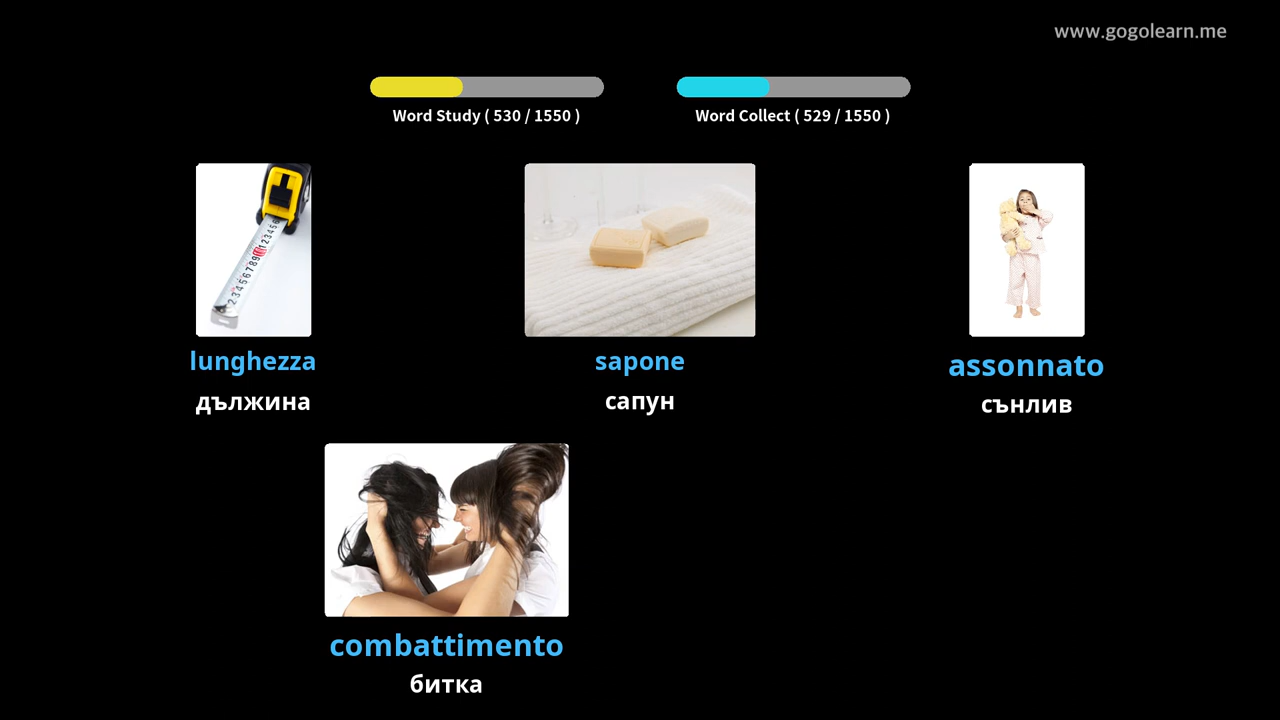 www.gogolearn.me
Word Study ( 530 / 1550 )
Word Collect ( 529 / 1550 )
lunghezza
дължина
sapone
сапун
assonnato
сънлив
combattimento
битка